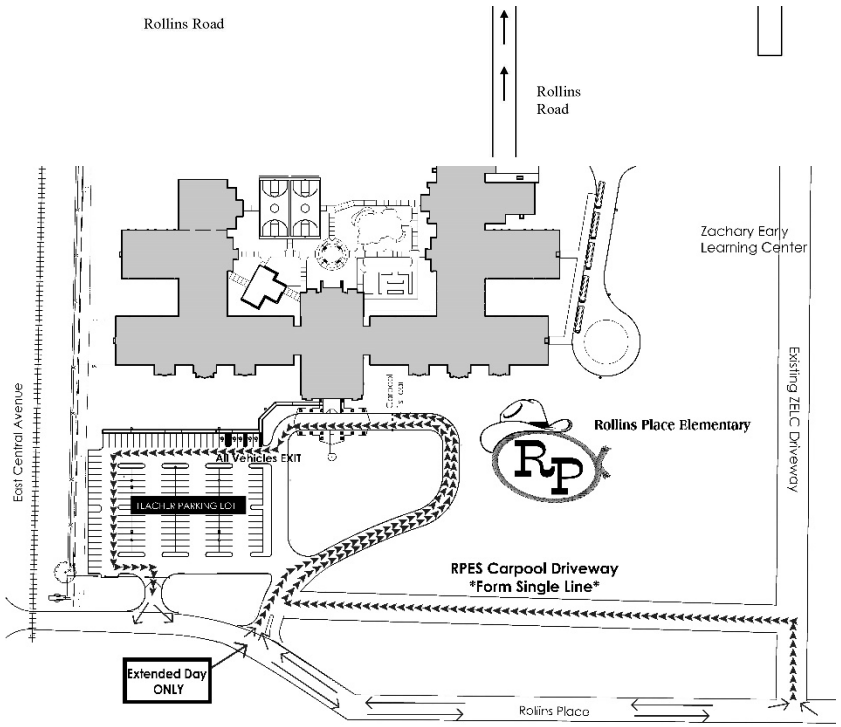 Rollins Road
Rollins
Road
Zachary Early
Learning Center
Existing ZELC Driveway
East Central Avenue
Carpool
Rollins Place Elementary
RP
All Vehicles EXIT
TEACHER PARKING LOT
RPES Carpool Driveway
*Form Single Line*
Extended Day
ONLY
Rollins Place